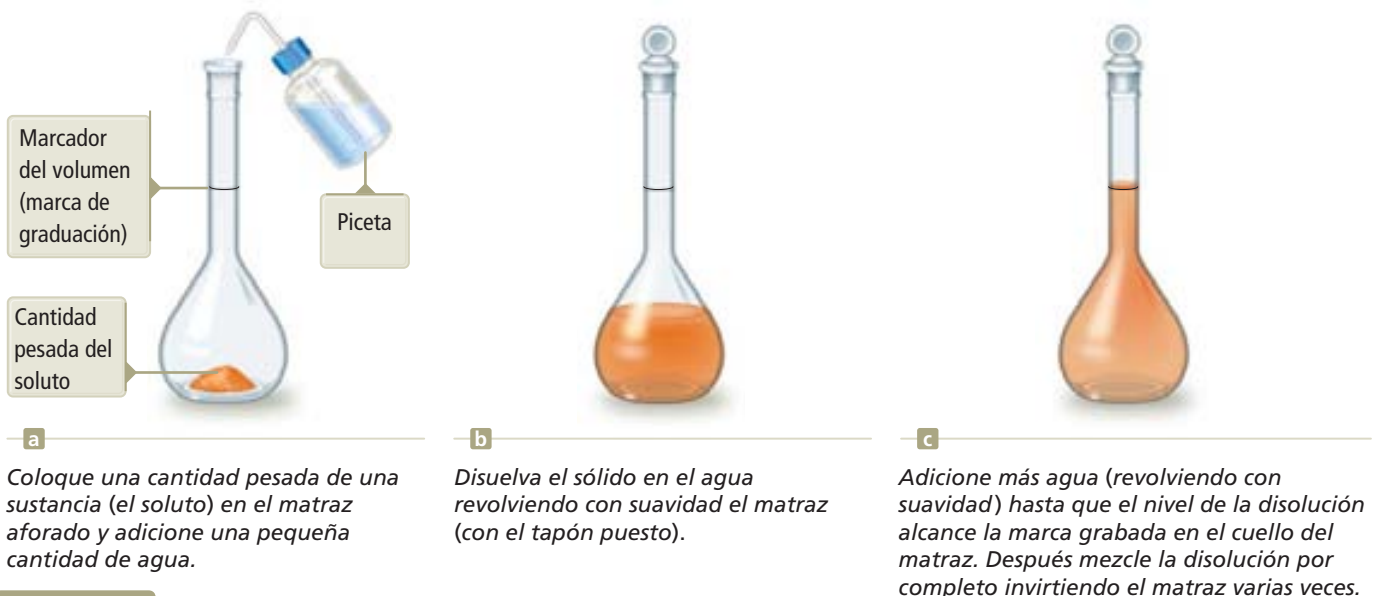 Marcador
del volumen
(marca de
graduación)
Piceta
Cantidad
pesada del
soluto
a
Coloque una cantidad pesada de una
sustancia (el soluto) en el matraz
aforado y adicione una pequeña
cantidad de agua.
b
Disuelva el sólido en el agua
revolviendo con suavidad el matraz
(con el tapón puesto).
c
Adicione más agua (revolviendo con
suavidad) hasta que el nivel de la disolución
alcance la marca grabada en el cuello del
matraz. Después mezcle la disolución por
completo invirtiendo el matraz varias veces.